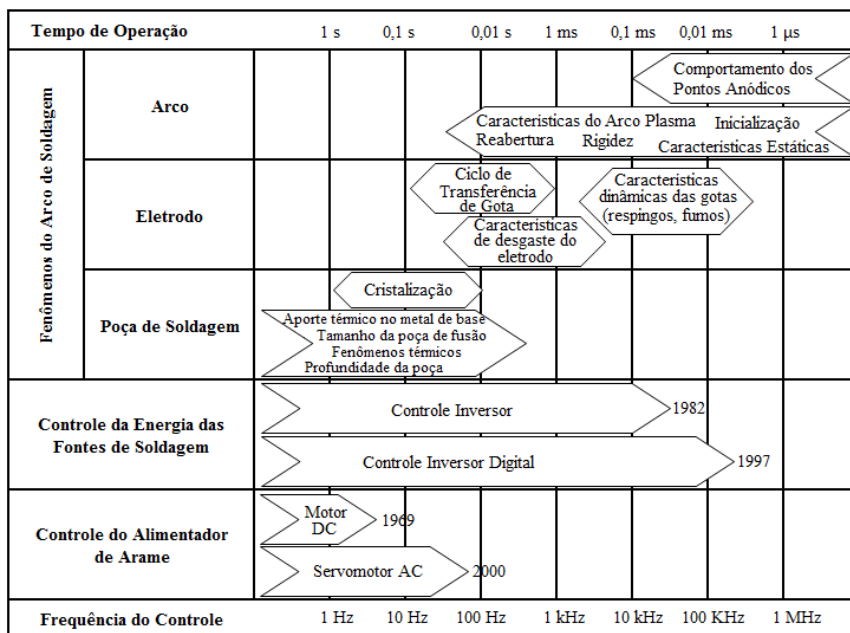 Tempo de Operação 1 s 0,1 s 0,01 s 1 ms 0,1 ms 0,01 ms 1 µs
Fenômenos do Arco de Soldagem
Arco
Comportamento dos
Pontos Anódicos
Caracteristicas do Arco Plasma Inicialização
Reabertura Rigidez
Caracteristicas Estáticas
Eletrodo
Ciclo de
Transferência
de Gota
Caracteristicas
dinâmicas das gotas
(respingos, fumos)
Caracteristicas
de desgaste do
eletrodo
Poça de Soldagem
Cristalização
Aporte térmico no metal de base
Tamanho da poça de fusão
Fenômenos térmicos
Profundidade da poça
Controle da Energia das
Fontes de Soldagem
Controle Inversor 1982
Controle Inversor Digital 1997
Controle do Alimentador
de Arame
Motor
DC
1969
Servomotor AC 2000
Frequência do Controle 1 Hz 10 Hz 100 Hz 1 kHz 10 kHz 100 KHz 1 MHz